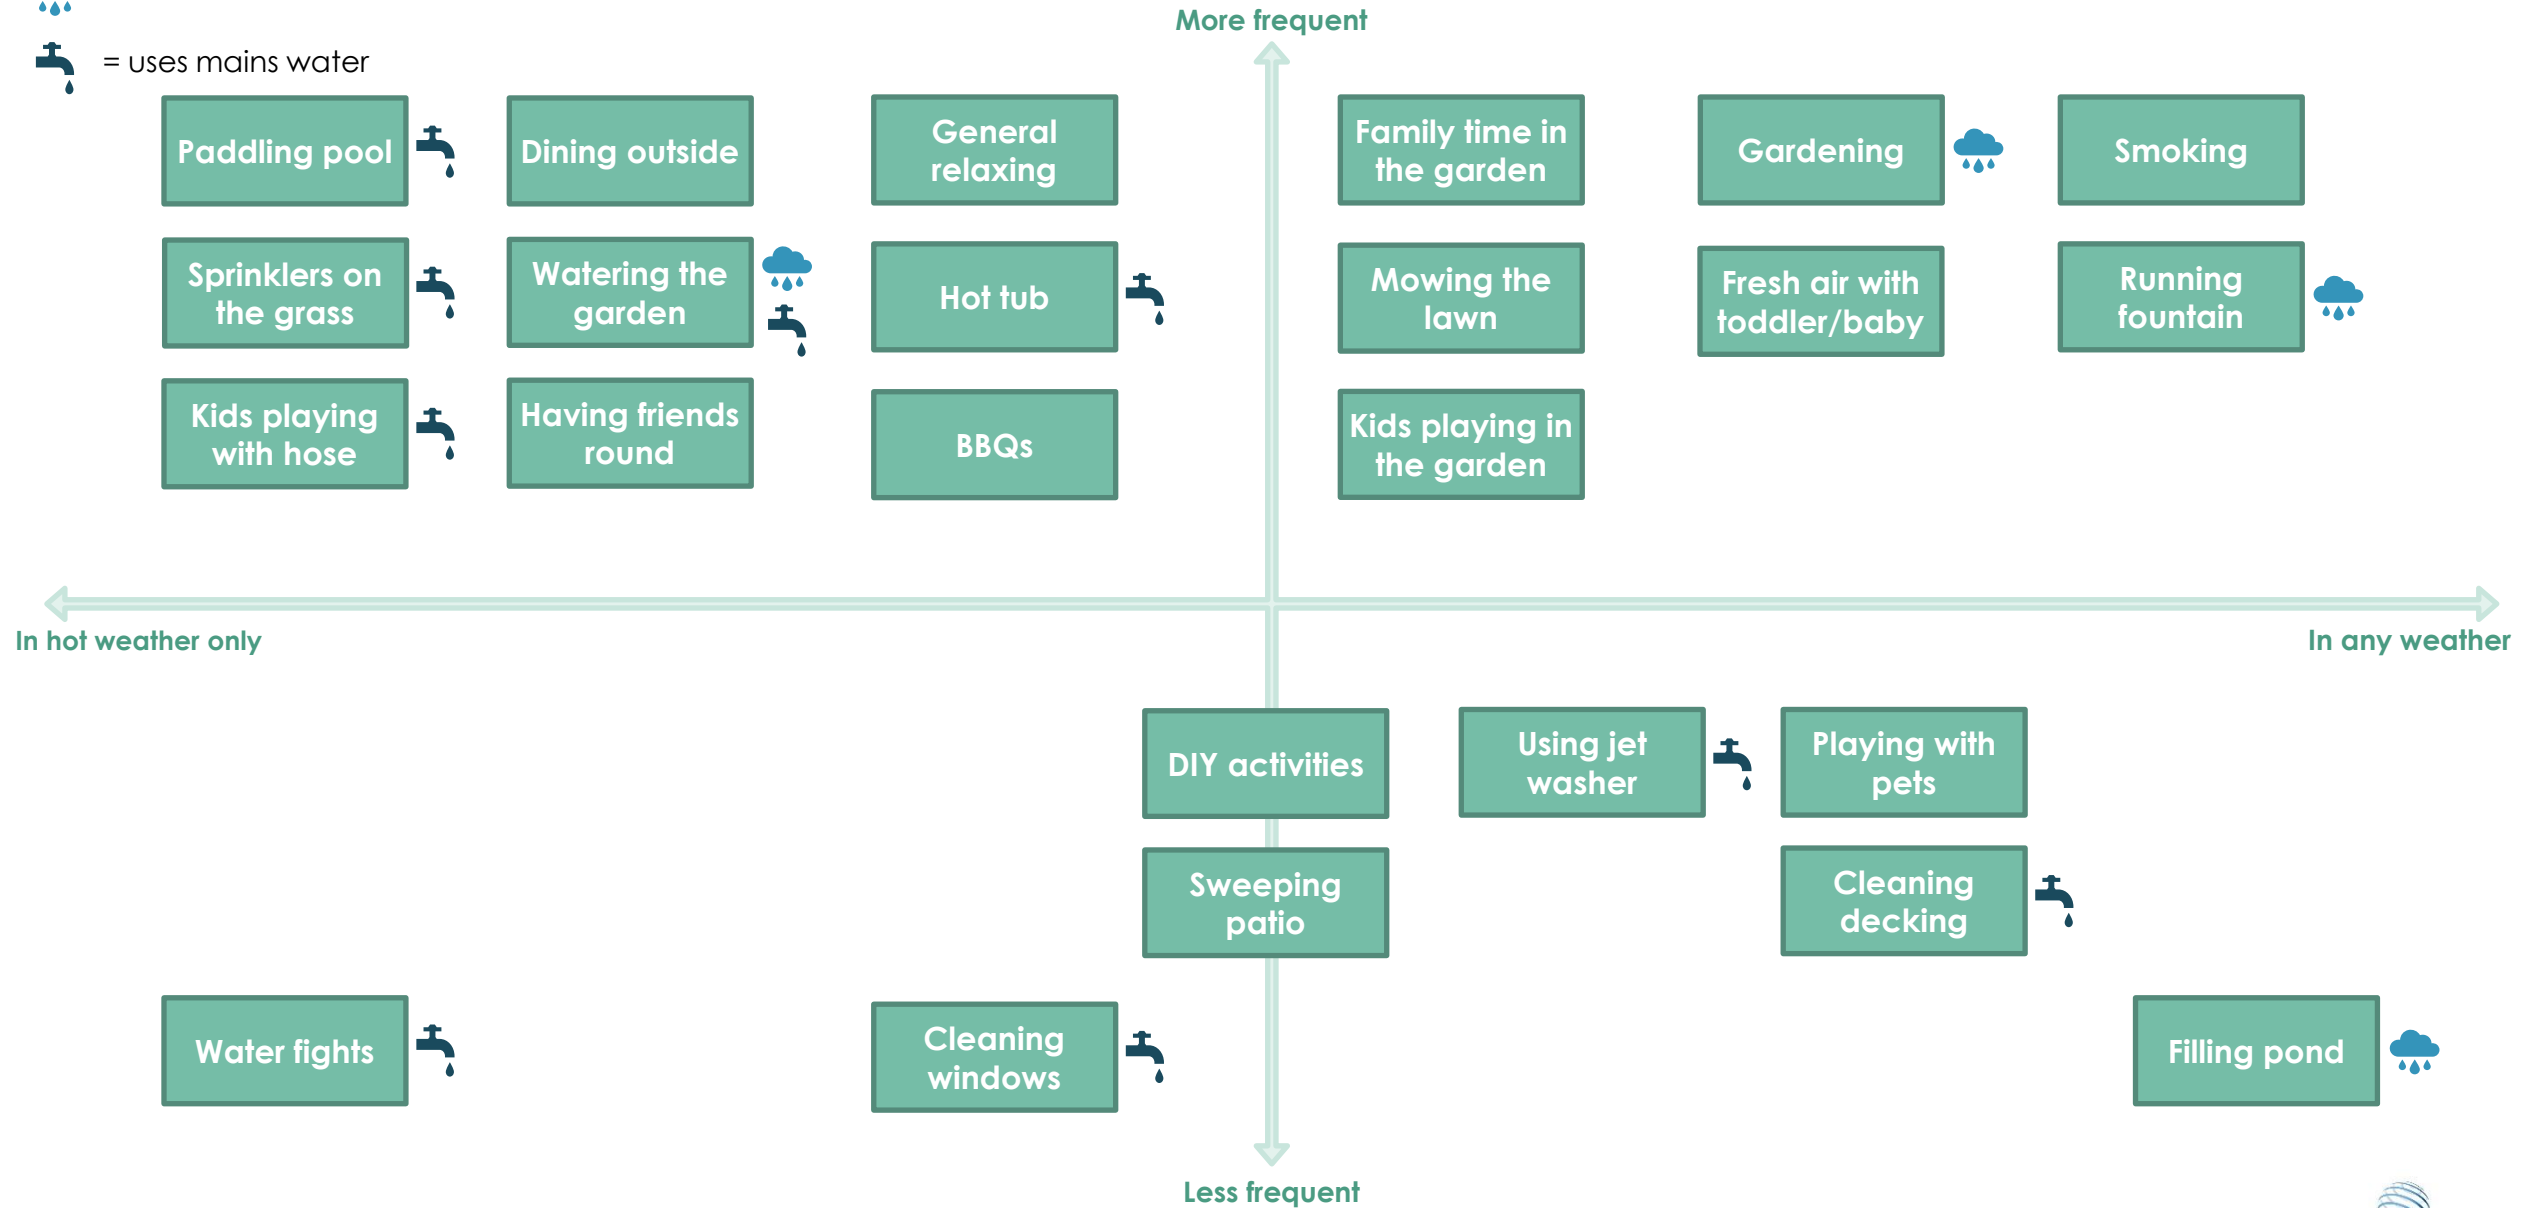 More frequent
= uses mains water
Paddling pool
Dining outside
General
relaxing
Family time in
the garden
Gardening
Smoking
Sprinklers on
the grass
Watering the
garden
Hot tub
Mowing the
lawn
Fresh air with
toddler/baby
Running
fountain
Kids playing
with hose
Having friends
round
BBQs
Kids playing in
the garden
In hot weather only
In any weather
DIY activities
Using jet
washer
Playing with
pets
Sweeping
patio
Cleaning
decking
Water fights
Cleaning
windows
Filling pond
Less frequent